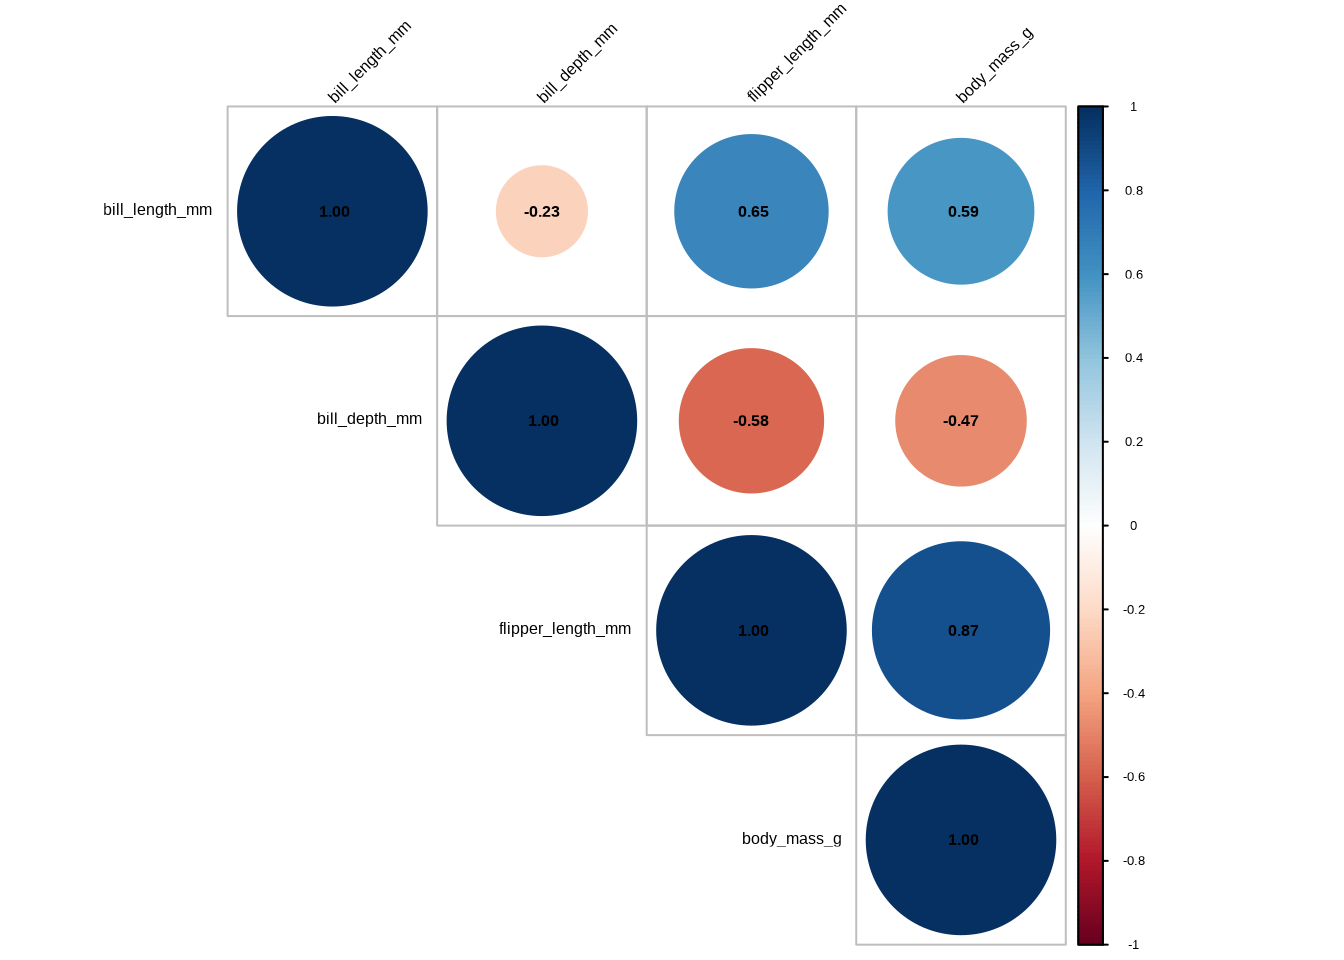 bill_length_mm
bill_depth_mm
flipper_length_mm
body_mass_g
bill_length_mm
1.00
-0.23
0.65
0.59
bill_depth_mm
1.00
-0.58
-0.47
flipper_length_mm
1.00
0.87
body_mass_g
1.00
1
0.8
0.6
0.4
0.2
0
-0.2
-0.4
-0.6
-0.8
-1